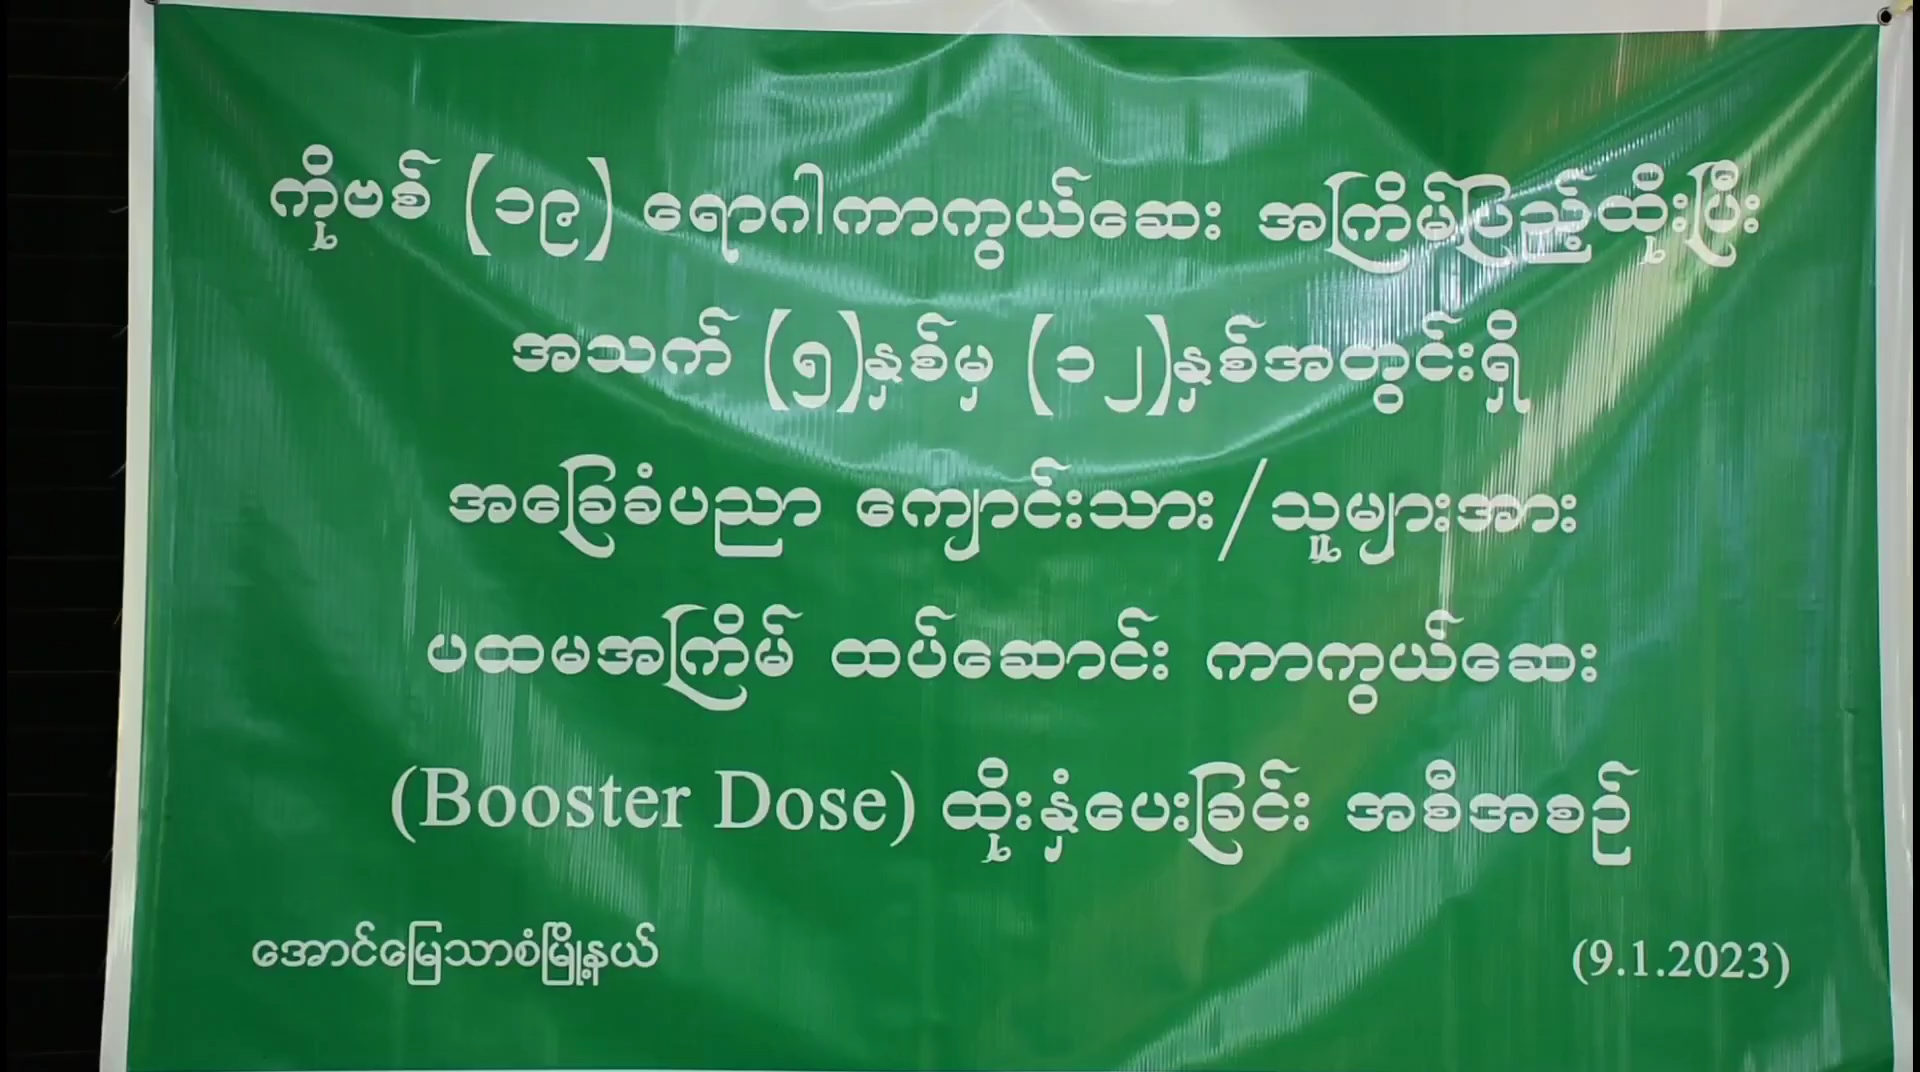 ကိုဗစ် (၁၉) ရောဂါကာကွယ်ဆေး အကြိမ်ပြည့်ထိုးပြီး
အသက် (၅)နှစ်မှ (၁၂)နှစ်အတွင်းရှိ
အခြေခံပညာ ကျောင်းသား/သူများအား
ပထမအကြိမ် ထပ်ဆောင်း ကာကွယ်ဆေး
(Booster Dose) ထိုးနှံပေးခြင်း အစီအစဉ်
အောင်မြေသာစံမြို့နယ် (9.1.2023)